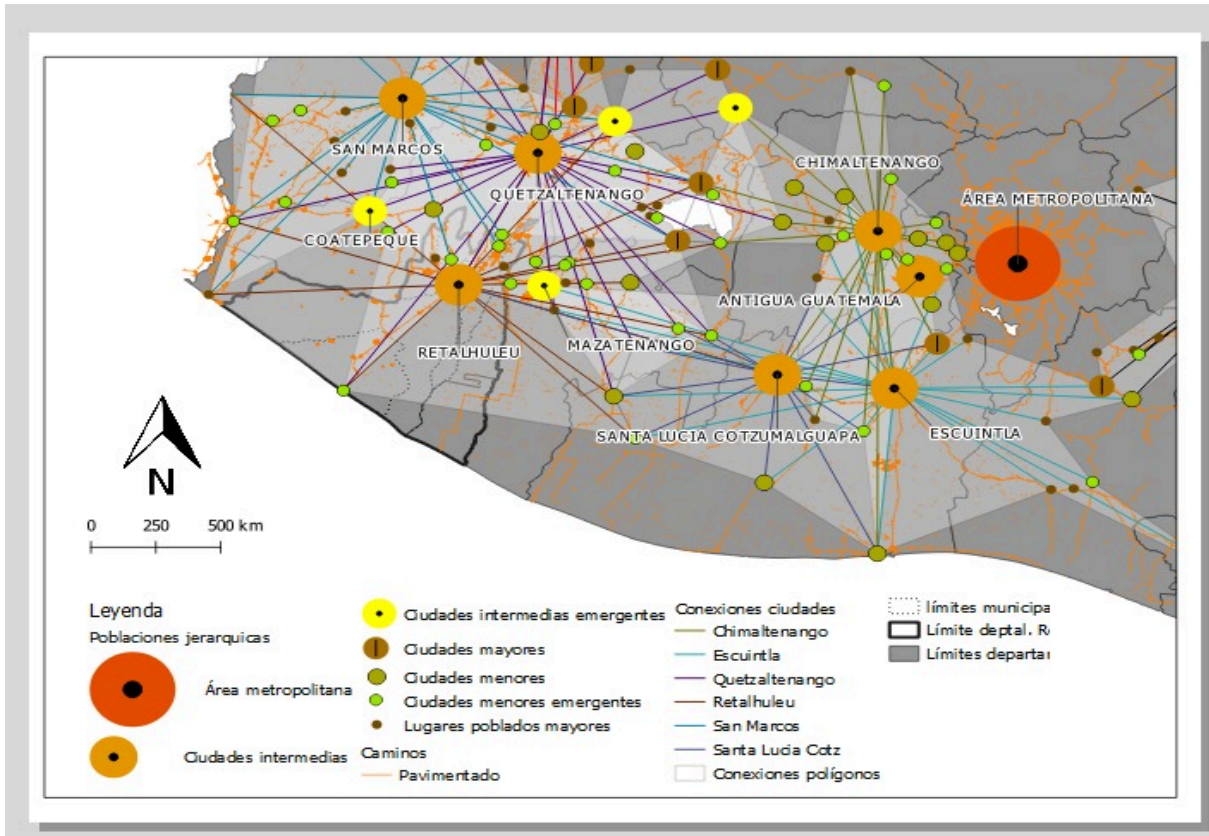 SAN MARCOS
CHIMALTENANGO
QUETZALTENANGO
ÁREA METROPOLITANA
COATEPEQUE
ANTIGUA GUATEMALA
RETALHULEU
MAZATENANGO
SANTA LUCIA COTZUMALGUAPA
ESCUINTLA
N
0 250 500 km
Leyenda
Poblaciones jerarquicas
Área metropolitana
Ciudades intermedias
Ciudades intermedias emergentes
Ciudades mayores
Ciudades menores
Ciudades menores emergentes
Lugares poblados mayores
Caminos
Pavimentado
Conexiones ciudades
Chimaltenango
Escuintla
Quetzaltenango
Retalhuleu
San Marcos
Santa Lucia Cotz
Conexiones polígonos
límites municipa
Límite deptal. R
Límites departa